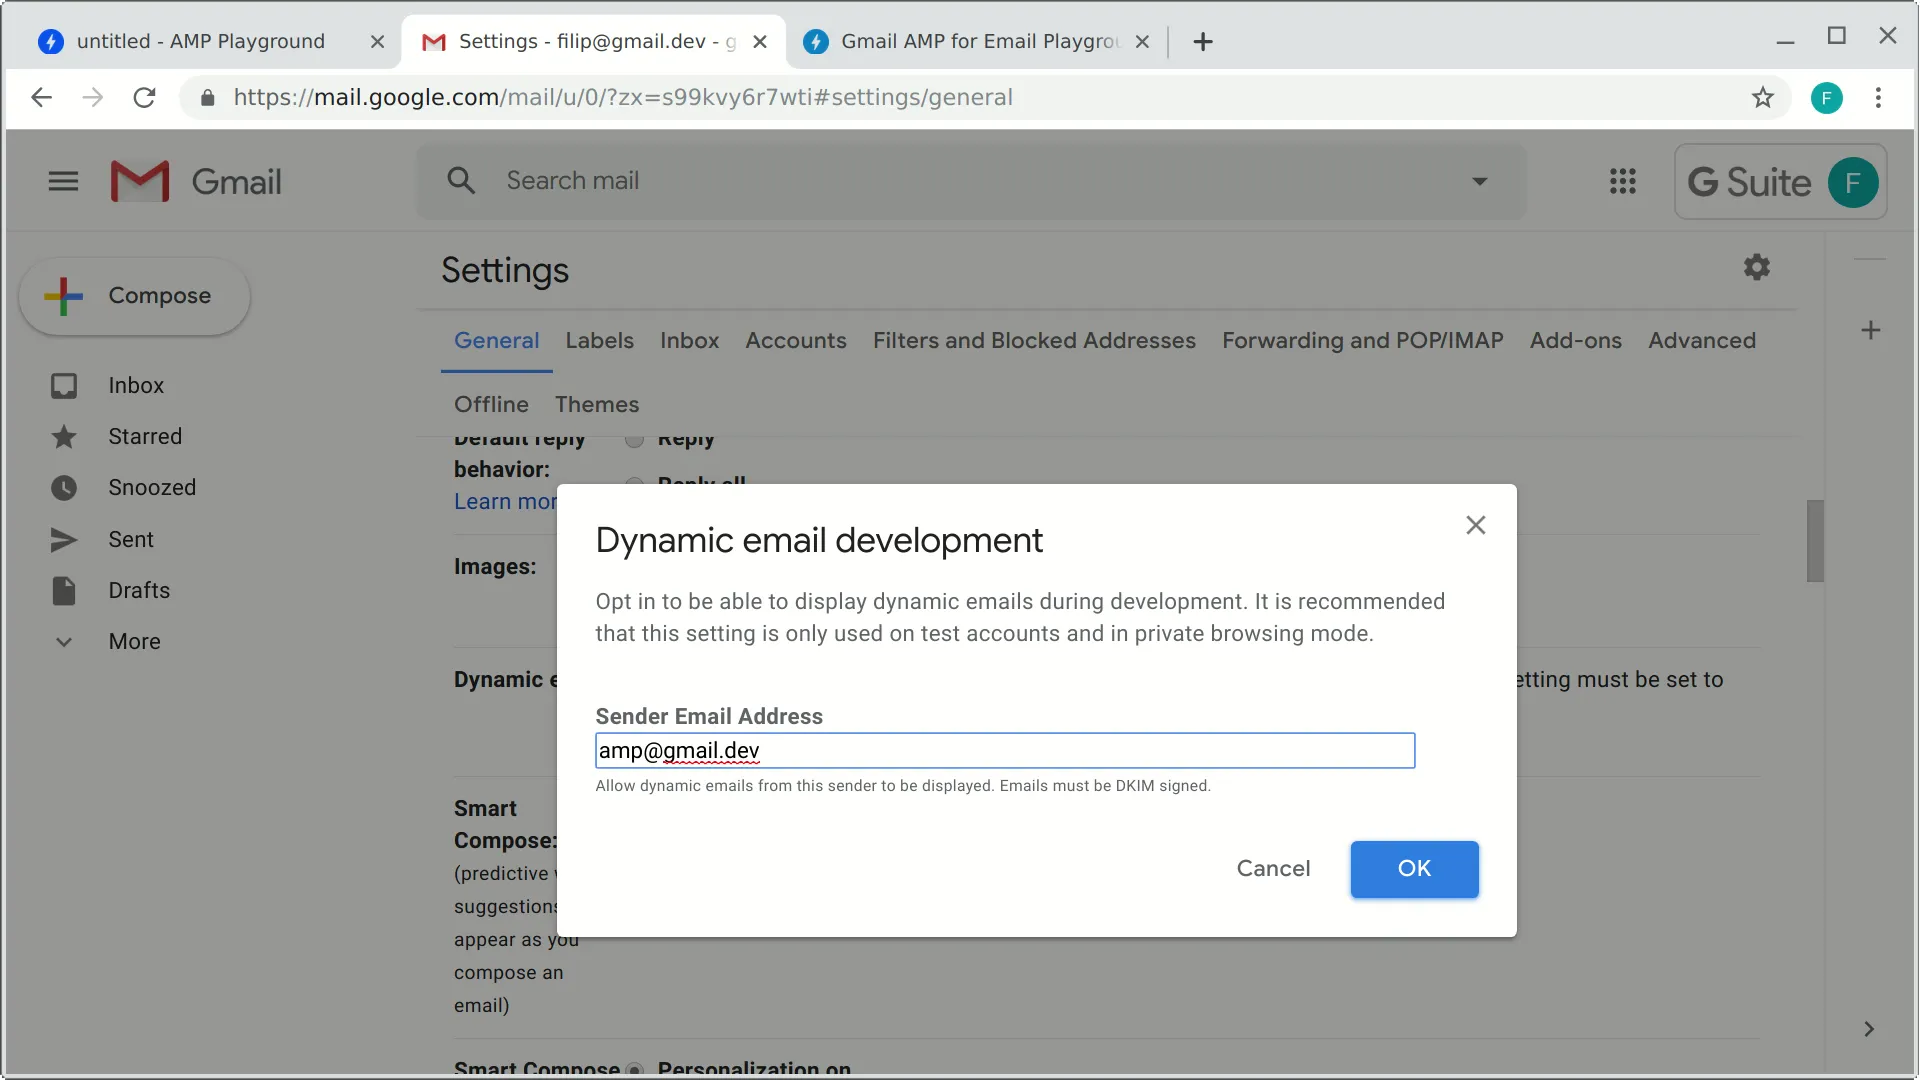 untitled - AMP Playground
Settings - filip@gmail.dev - g
Gmail AMP for Email Playgrou
https://mail.google.com/mail/u/0/?zx=s99kvy6r7wti#settings/general
F
Gmail
Search mail
G Suite
F
Compose
Inbox
Starred
Snoozed
Sent
Drafts
More
Settings
General Labels Inbox Accounts Filters and Blocked Addresses Forwarding and POP/IMAP Add-ons Advanced
Offline Themes
Default reply
behavior:
Learn mor
Reply
Reply all
Images:
Dynamic e
etting must be set to
Dynamic email development
Opt in to be able to display dynamic emails during development. It is recommended
that this setting is only used on test accounts and in private browsing mode.
Sender Email Address
amp@gmail.dev
Allow dynamic emails from this sender to be displayed. Emails must be DKIM signed.
Cancel OK
Smart
Compose:
(predictive
suggestions
appear as you
compose an
email)
Smart Compose
Personalization on